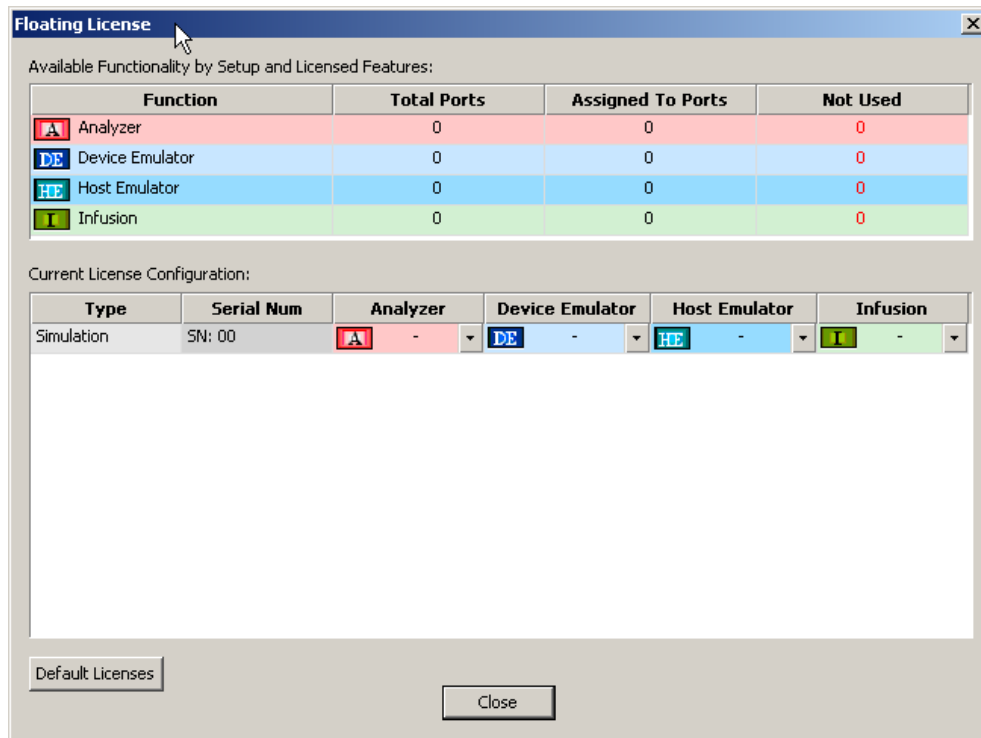 Floating License
Available Functionality by Setup and Licensed Features:
Function Total Ports Assigned To Ports Not Used
A Analyzer 0 0 0
DE Device Emulator 0 0 0
HE Host Emulator 0 0 0
I Infusion 0 0 0
Current License Configuration:
Type Serial Num Analyzer Device Emulator Host Emulator Infusion
Simulation SN: 00 A - DE - HE - I -
Default Licenses
Close